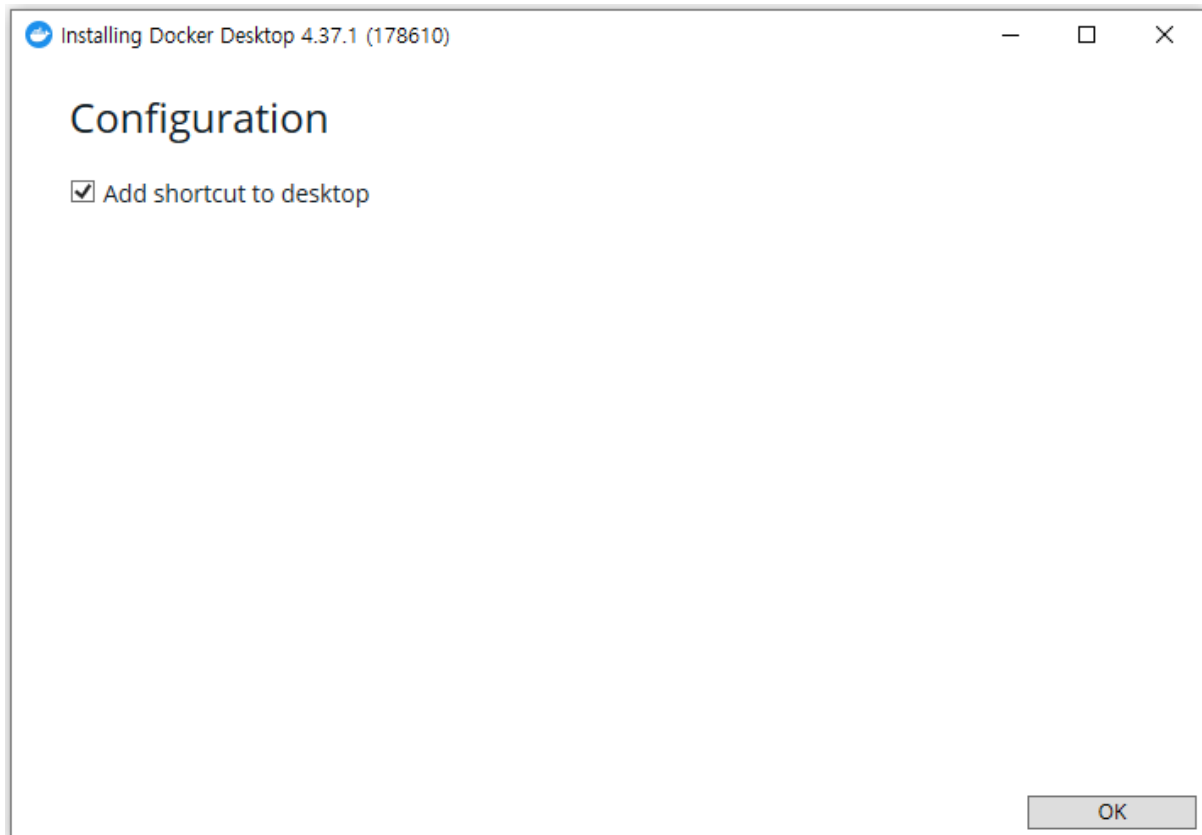 Installing Docker Desktop 4.37.1 (178610)
Configuration
Add shortcut to desktop
OK